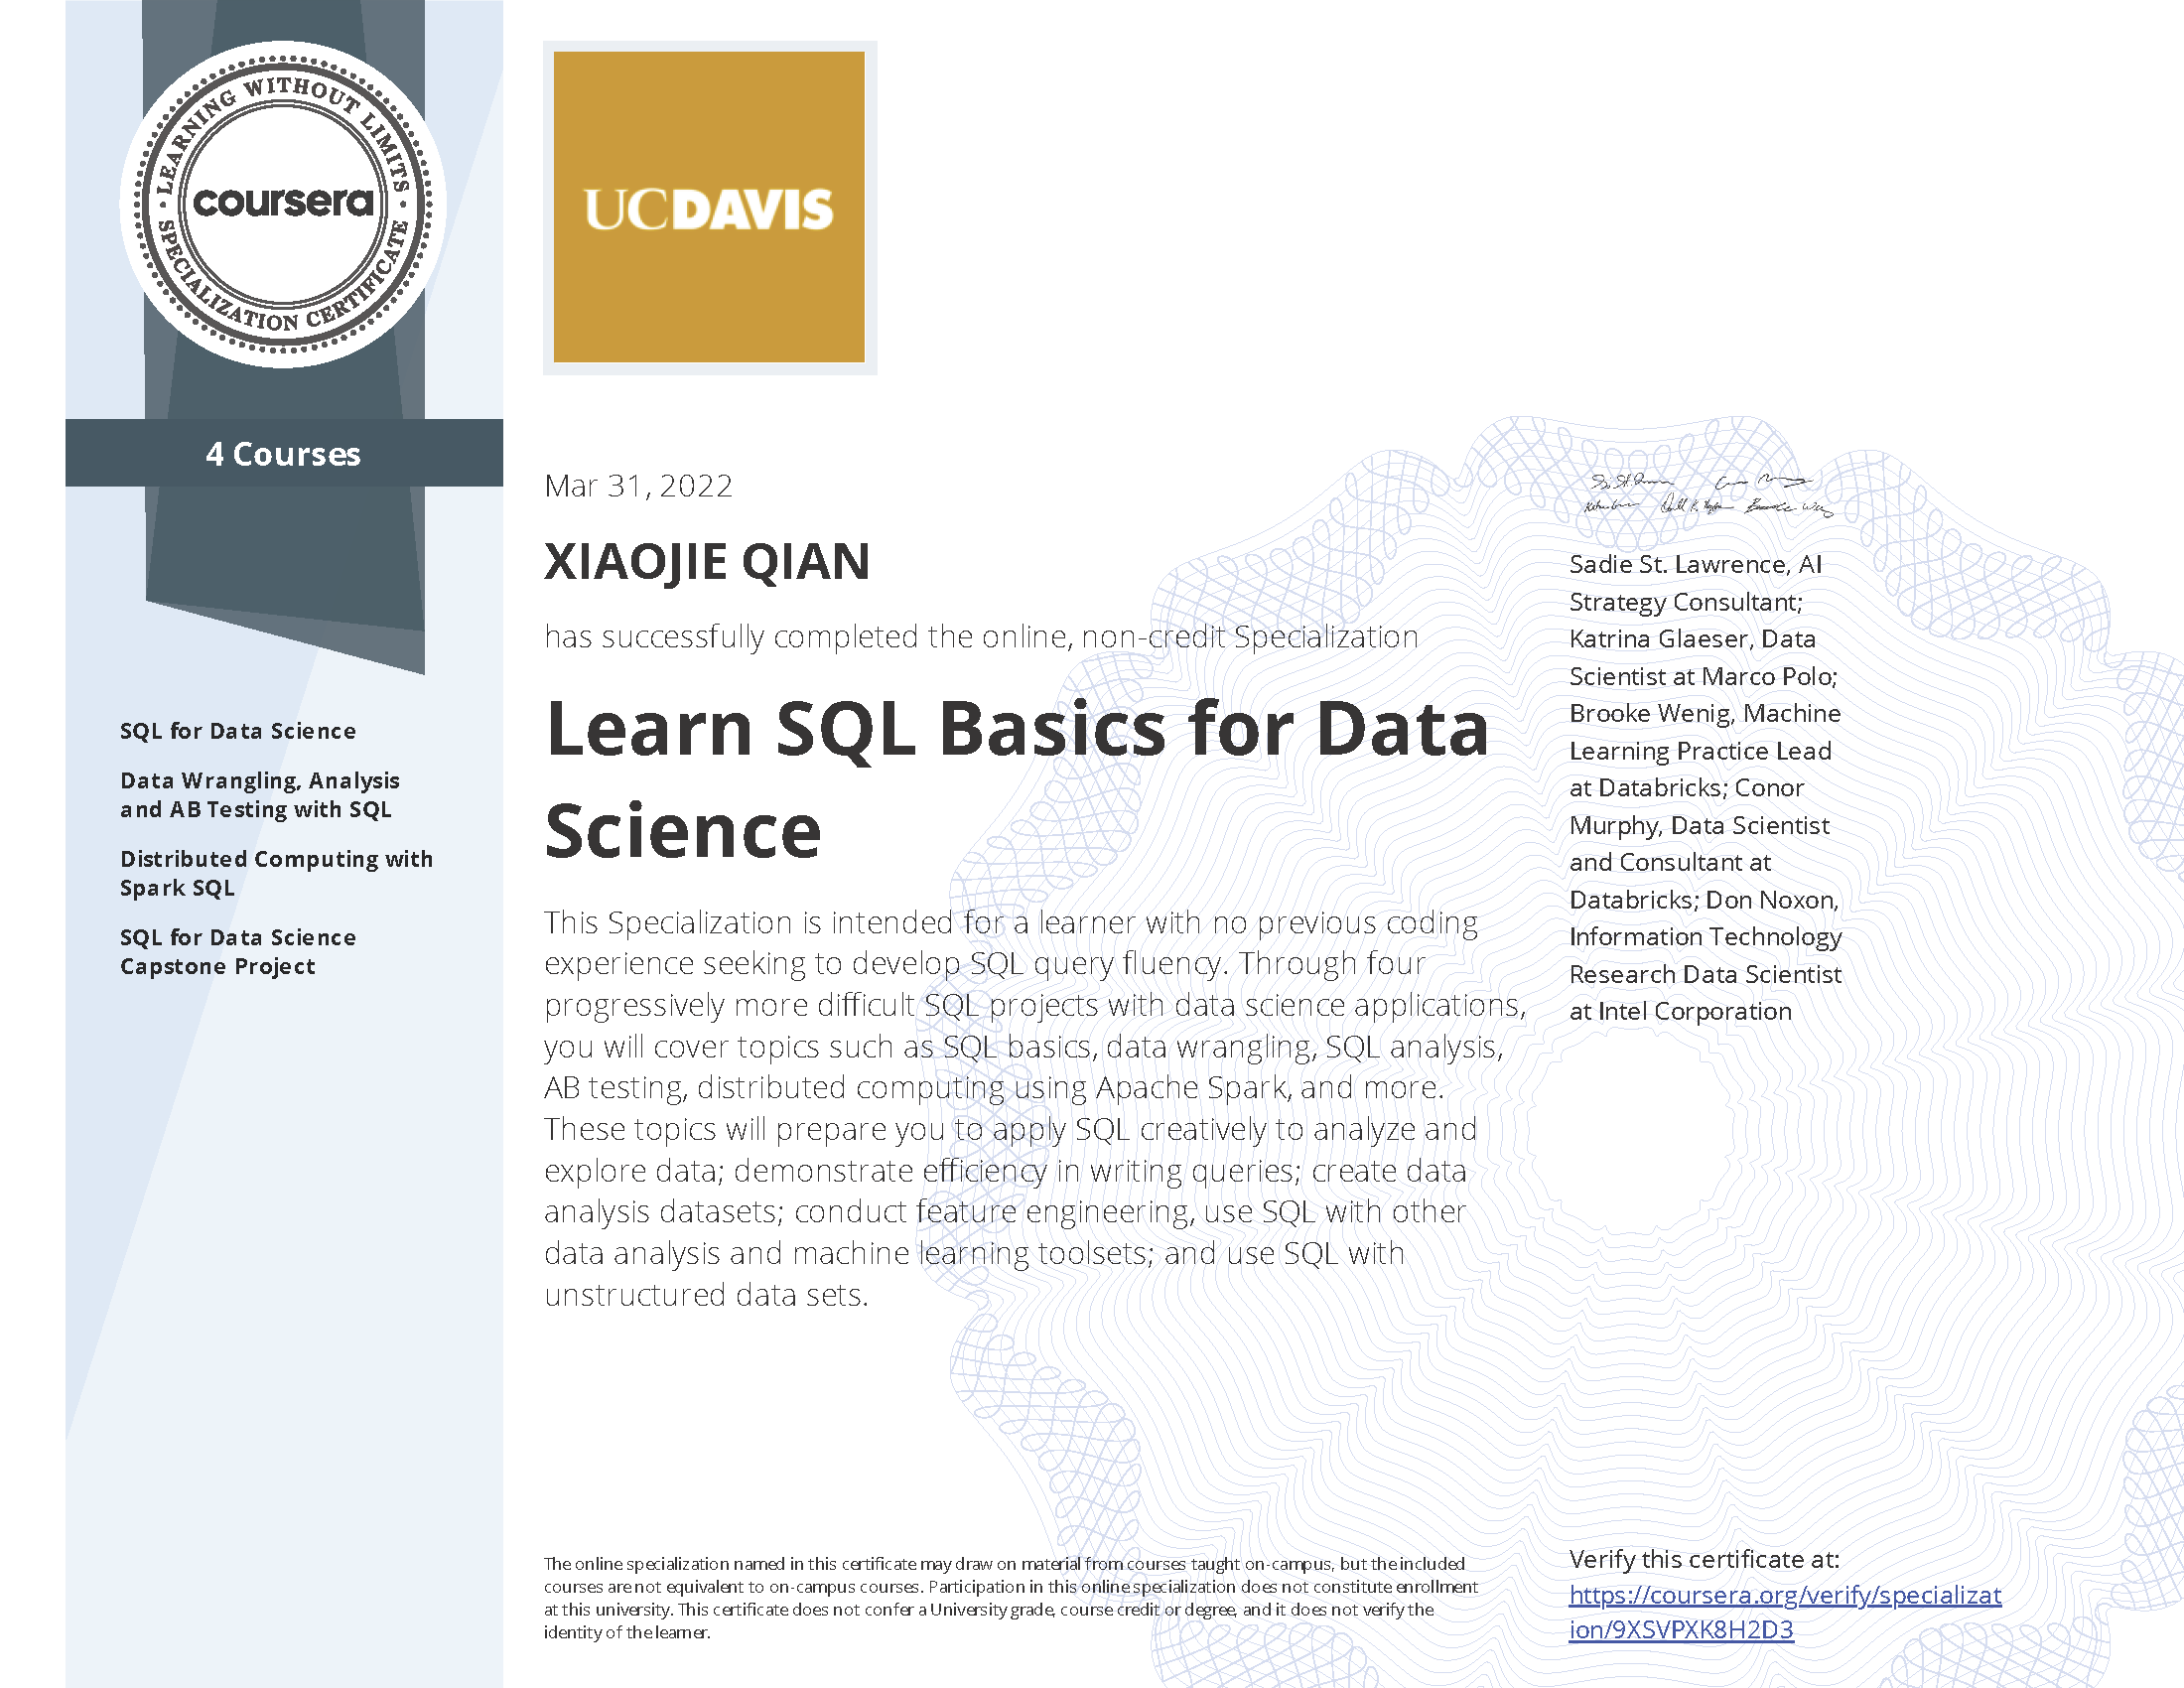 LEARNING WITHOUT LIMITS
coursera
SPECIALIZATION CERTIFICATE
4 Courses
SQL for Data Science
Data Wrangling, Analysis
and AB Testing with SQL
Distributed Computing with
Spark SQL
SQL for Data Science
Capstone Project
UCDAVIS
Mar 31, 2022
XIAOJIE QIAN
has successfully completed the online, non-credit Specialization
Learn SQL Basics for Data
Science
This Specialization is intended for a learner with no previous coding
experience seeking to develop SQL query fluency. Through four
progressively more difficult SQL projects with data science applications,
you will cover topics such as SQL basics, data wrangling, SQL analysis,
AB testing, distributed computing using Apache Spark, and more.
These topics will prepare you to apply SQL creatively to analyze and
explore data; demonstrate efficiency in writing queries; create data
analysis datasets; conduct feature engineering, use SQL with other
data analysis and machine learning toolsets; and use SQL with
unstructured data sets.
Sadie St. Lawrence, AI
Strategy Consultant;
Katrina Glaeser, Data
Scientist at Marco Polo;
Brooke Wenig, Machine
Learning Practice Lead
at Databricks; Conor
Murphy, Data Scientist
and Consultant at
Databricks; Don Noxon,
Information Technology
Research Data Scientist
at Intel Corporation
The online specialization named in this certificate may draw on material from courses taught on-campus, but the included
courses are not equivalent to on-campus courses. Participation in this online specialization does not constitute enrollment
at this university. This certificate does not confer a University grade, course credit or degree, and it does not verify the
identity of the learner.
Verify this certificate at:
https://coursera.org/verify/specializat
ion/9XSVPXK8H2D3